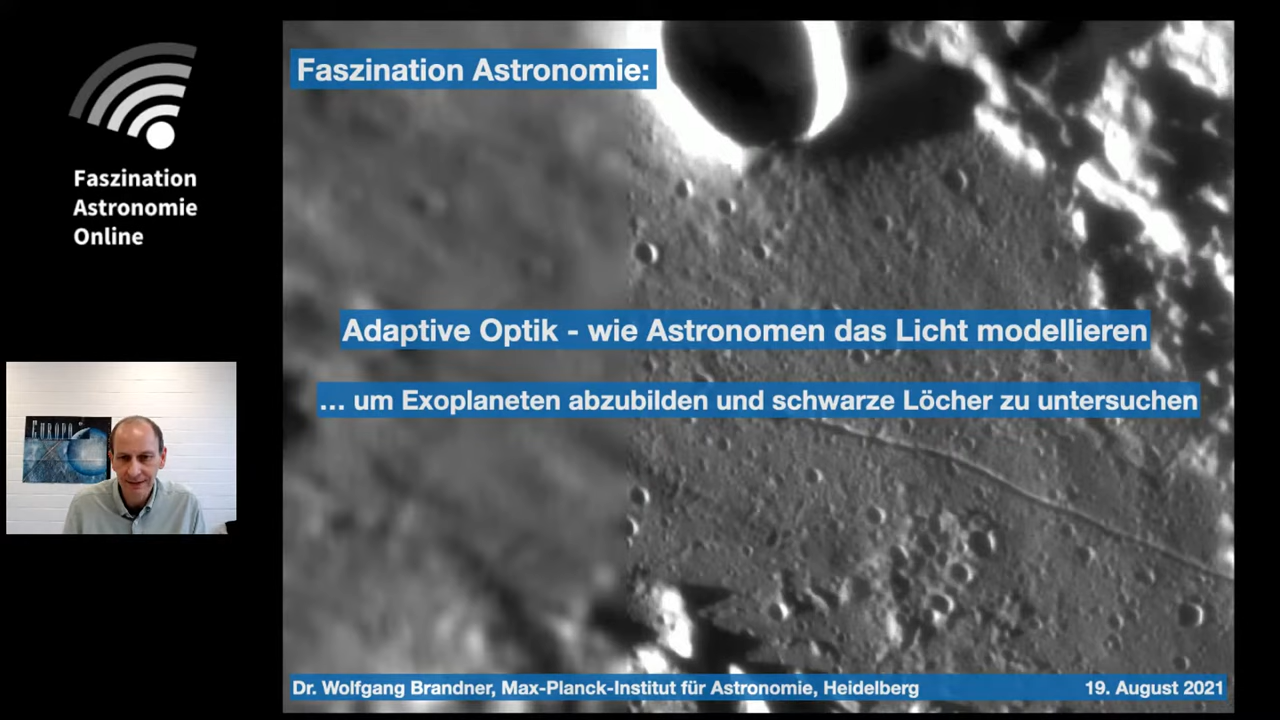 Faszination
Astronomie
Online
Faszination Astronomie:
Adaptive Optik - wie Astronomen das Licht modellieren
... um Exoplaneten abzubilden und schwarze Löcher zu untersuchen
EUROPA
Dr. Wolfgang Brandner, Max-Planck-Institut für Astronomie, Heidelberg
19. August 2021